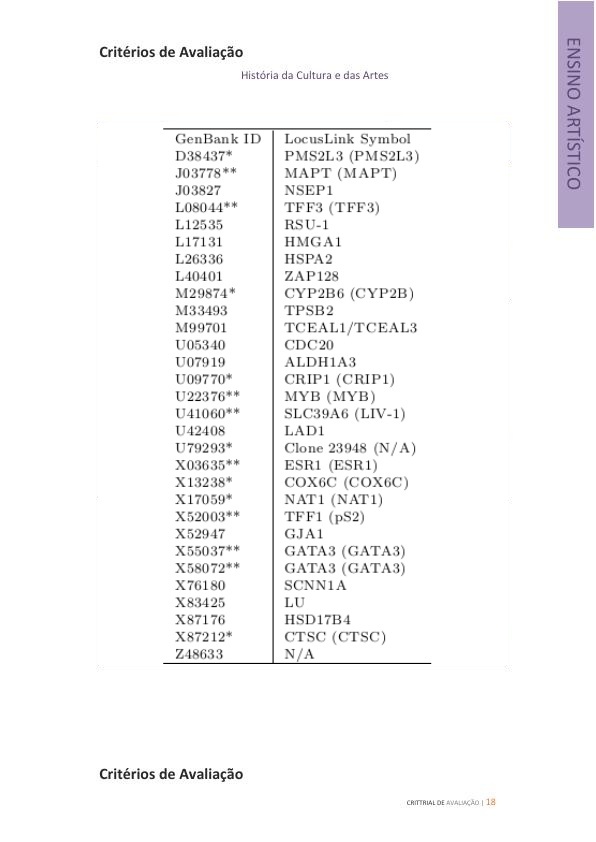 Critérios de Avaliação
História da Cultura e das Artes
ENSINO ARTÍSTICO
GenBank ID LocusLink Symbol
D38437* PMS2L3 (PMS2L3)
J03778** MAPT (MAPT)
J03827 NSEP1
L08044** TFF3 (TFF3)
L12535 RSU-1
L17131 HMGA1
L26336 HSPA2
L40401 ZAP128
M29874* CYP2B6 (CYP2B)
M33493 TPSB2
M99701 TCEAL1/TCEAL3
U05340 CDC20
U07919 ALDH1A3
U09770* CRIP1 (CRIP1)
U22376** MYB (MYB)
U41060** SLC39A6 (LIV-1)
U42408 LAD1
U79293* Clone 23948 (N/A)
X03635** ESR1 (ESR1)
X13238* COX6C (COX6C)
X17059* NAT1 (NAT1)
X52003** TFF1 (pS2)
X52947 GJA1
X55037** GATA3 (GATA3)
X58072** GATA3 (GATA3)
X76180 SCNN1A
X83425 LU
X87176 HSD17B4
X87212* CTSC (CTSC)
Z48633 N/A
Critérios de Avaliação
CRITTRIAL DE AVALIAÇÃO | 18